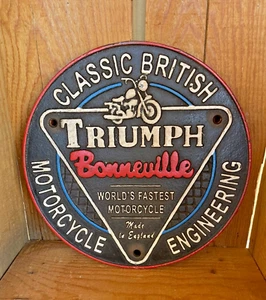 CLASSIC BRITISH
TRIUMPH
Bonneville
WORLD'S FASTEST
MOTORCYCLE
Made
in England
MOTORCYCLE
ENGINEERING